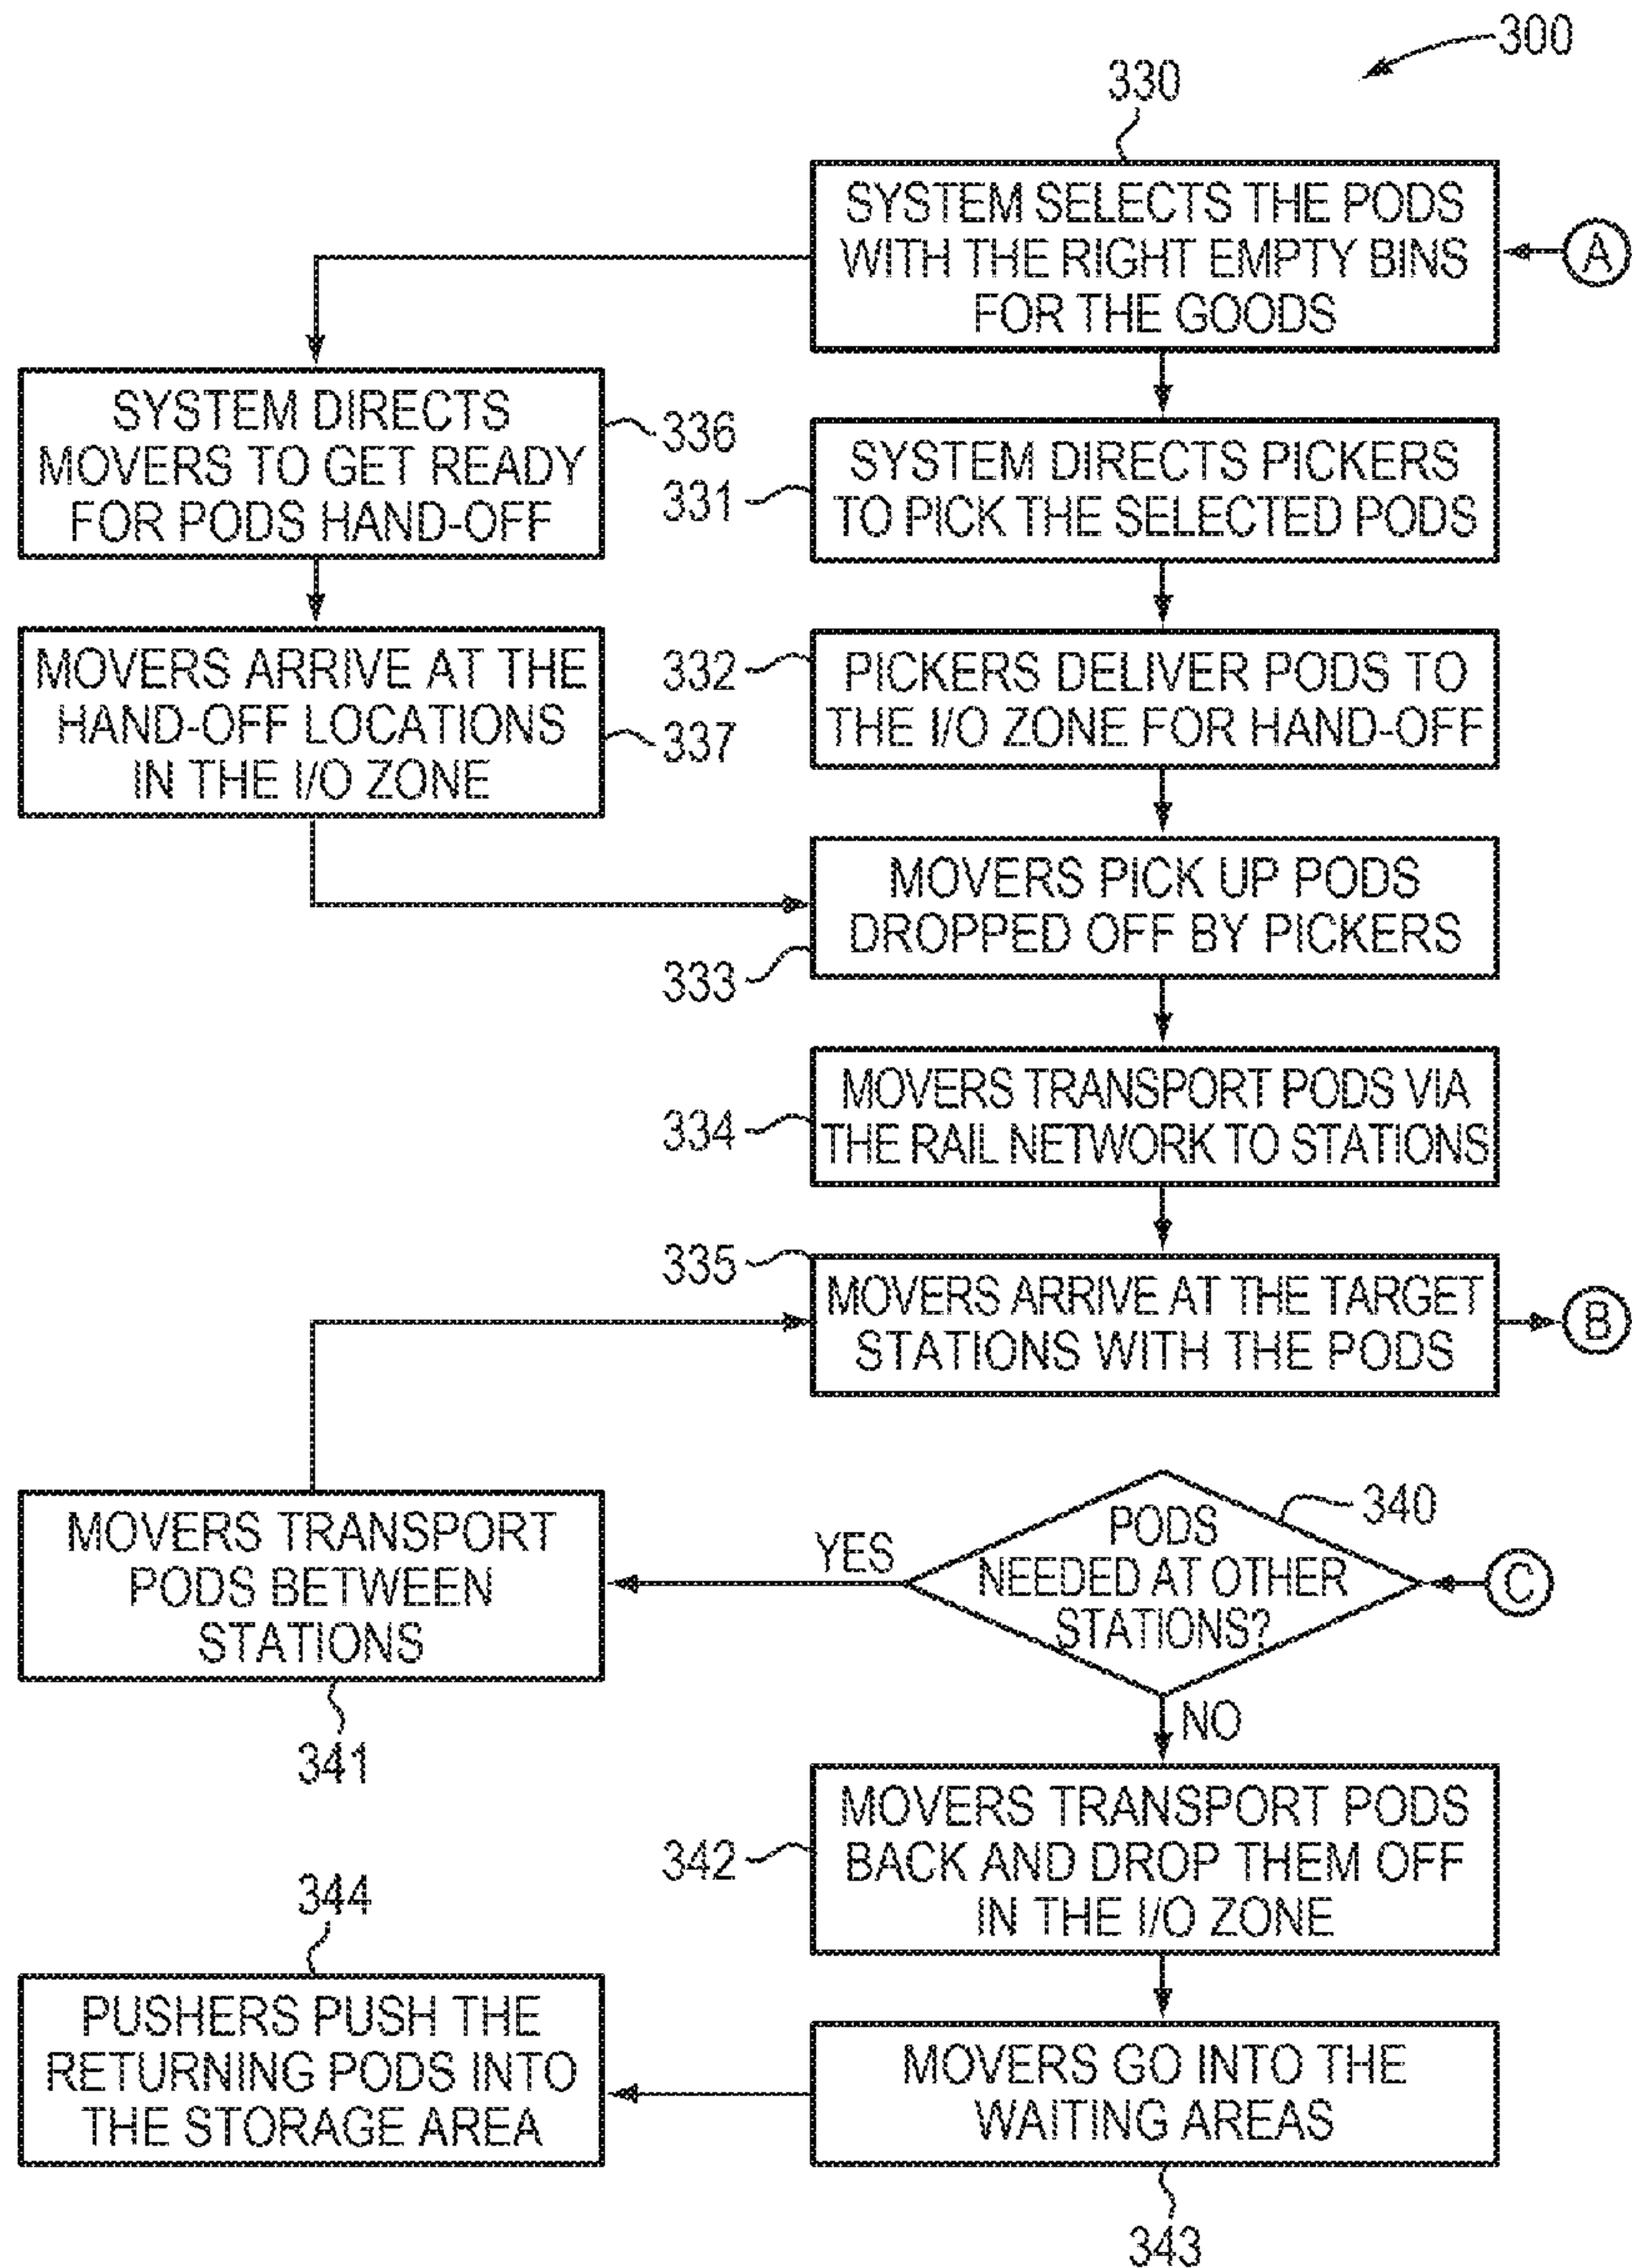 300
330
SYSTEM SELECTS THE PODS
WITH THE RIGHT EMPTY BINS
FOR THE GOODS
A
SYSTEM DIRECTS
MOVERS TO GET READY
FOR PODS HAND-OFF
336
331
SYSTEM DIRECTS PICKERS
TO PICK THE SELECTED PODS
MOVERS ARRIVE AT THE
HAND-OFF LOCATIONS
IN THE I/O ZONE
337
332
PICKERS DELIVER PODS TO
THE I/O ZONE FOR HAND-OFF
MOVERS PICK UP PODS
DROPPED OFF BY PICKERS
333
MOVERS TRANSPORT PODS VIA
THE RAIL NETWORK TO STATIONS
334
335
MOVERS ARRIVE AT THE TARGET
STATIONS WITH THE PODS
B
MOVERS TRANSPORT
PODS BETWEEN
STATIONS
341
YES
PODS
NEEDED AT OTHER
STATIONS?
340
C
NO
342
MOVERS TRANSPORT PODS
BACK AND DROP THEM OFF
IN THE I/O ZONE
344
PUSHERS PUSH THE
RETURNING PODS INTO
THE STORAGE AREA
MOVERS GO INTO THE
WAITING AREAS
343